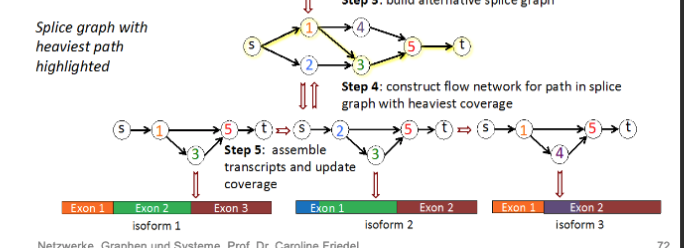 Step 3: build alternative splice graph
Splice graph with
heaviest path
highlighted
s 1 4 5 t
2 3
Step 4: construct flow network for path in splice
graph with heaviest coverage
s 1 5 t s 2 5 t s 1 5 t
3 3 4
Step 5: assemble
transcripts and update
coverage
Exon 1 Exon 2 Exon 3 Exon 1 Exon 2 Exon 1 Exon 2
isoform 1 isoform 2 isoform 3
Netzwerke, Graphen und Systeme, Prof. Dr. Caroline Friedel 72